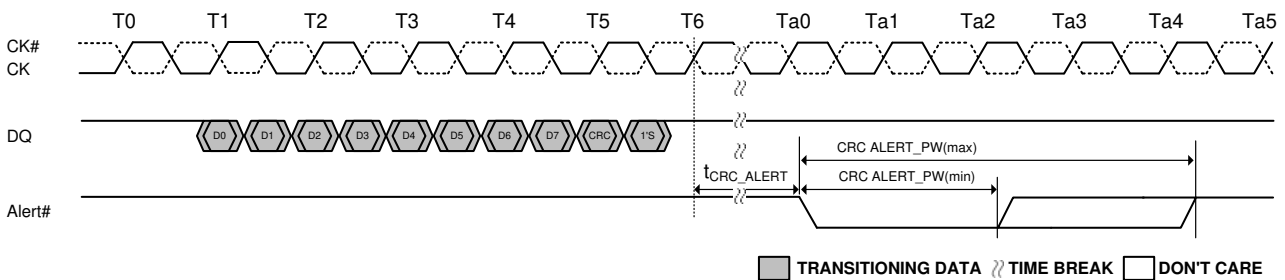 T0 T1 T2 T3 T4 T5 T6 Ta0 Ta1 Ta2 Ta3 Ta4 Ta5
CK#
CK
DQ D0 D1 D2 D3 D4 D5 D6 D7 CRC 1'S
CRC ALERT_PW(max)
tCRC_ALERT CRC ALERT_PW(min)
Alert#
TRANSITIONING DATA TIME BREAK DON'T CARE